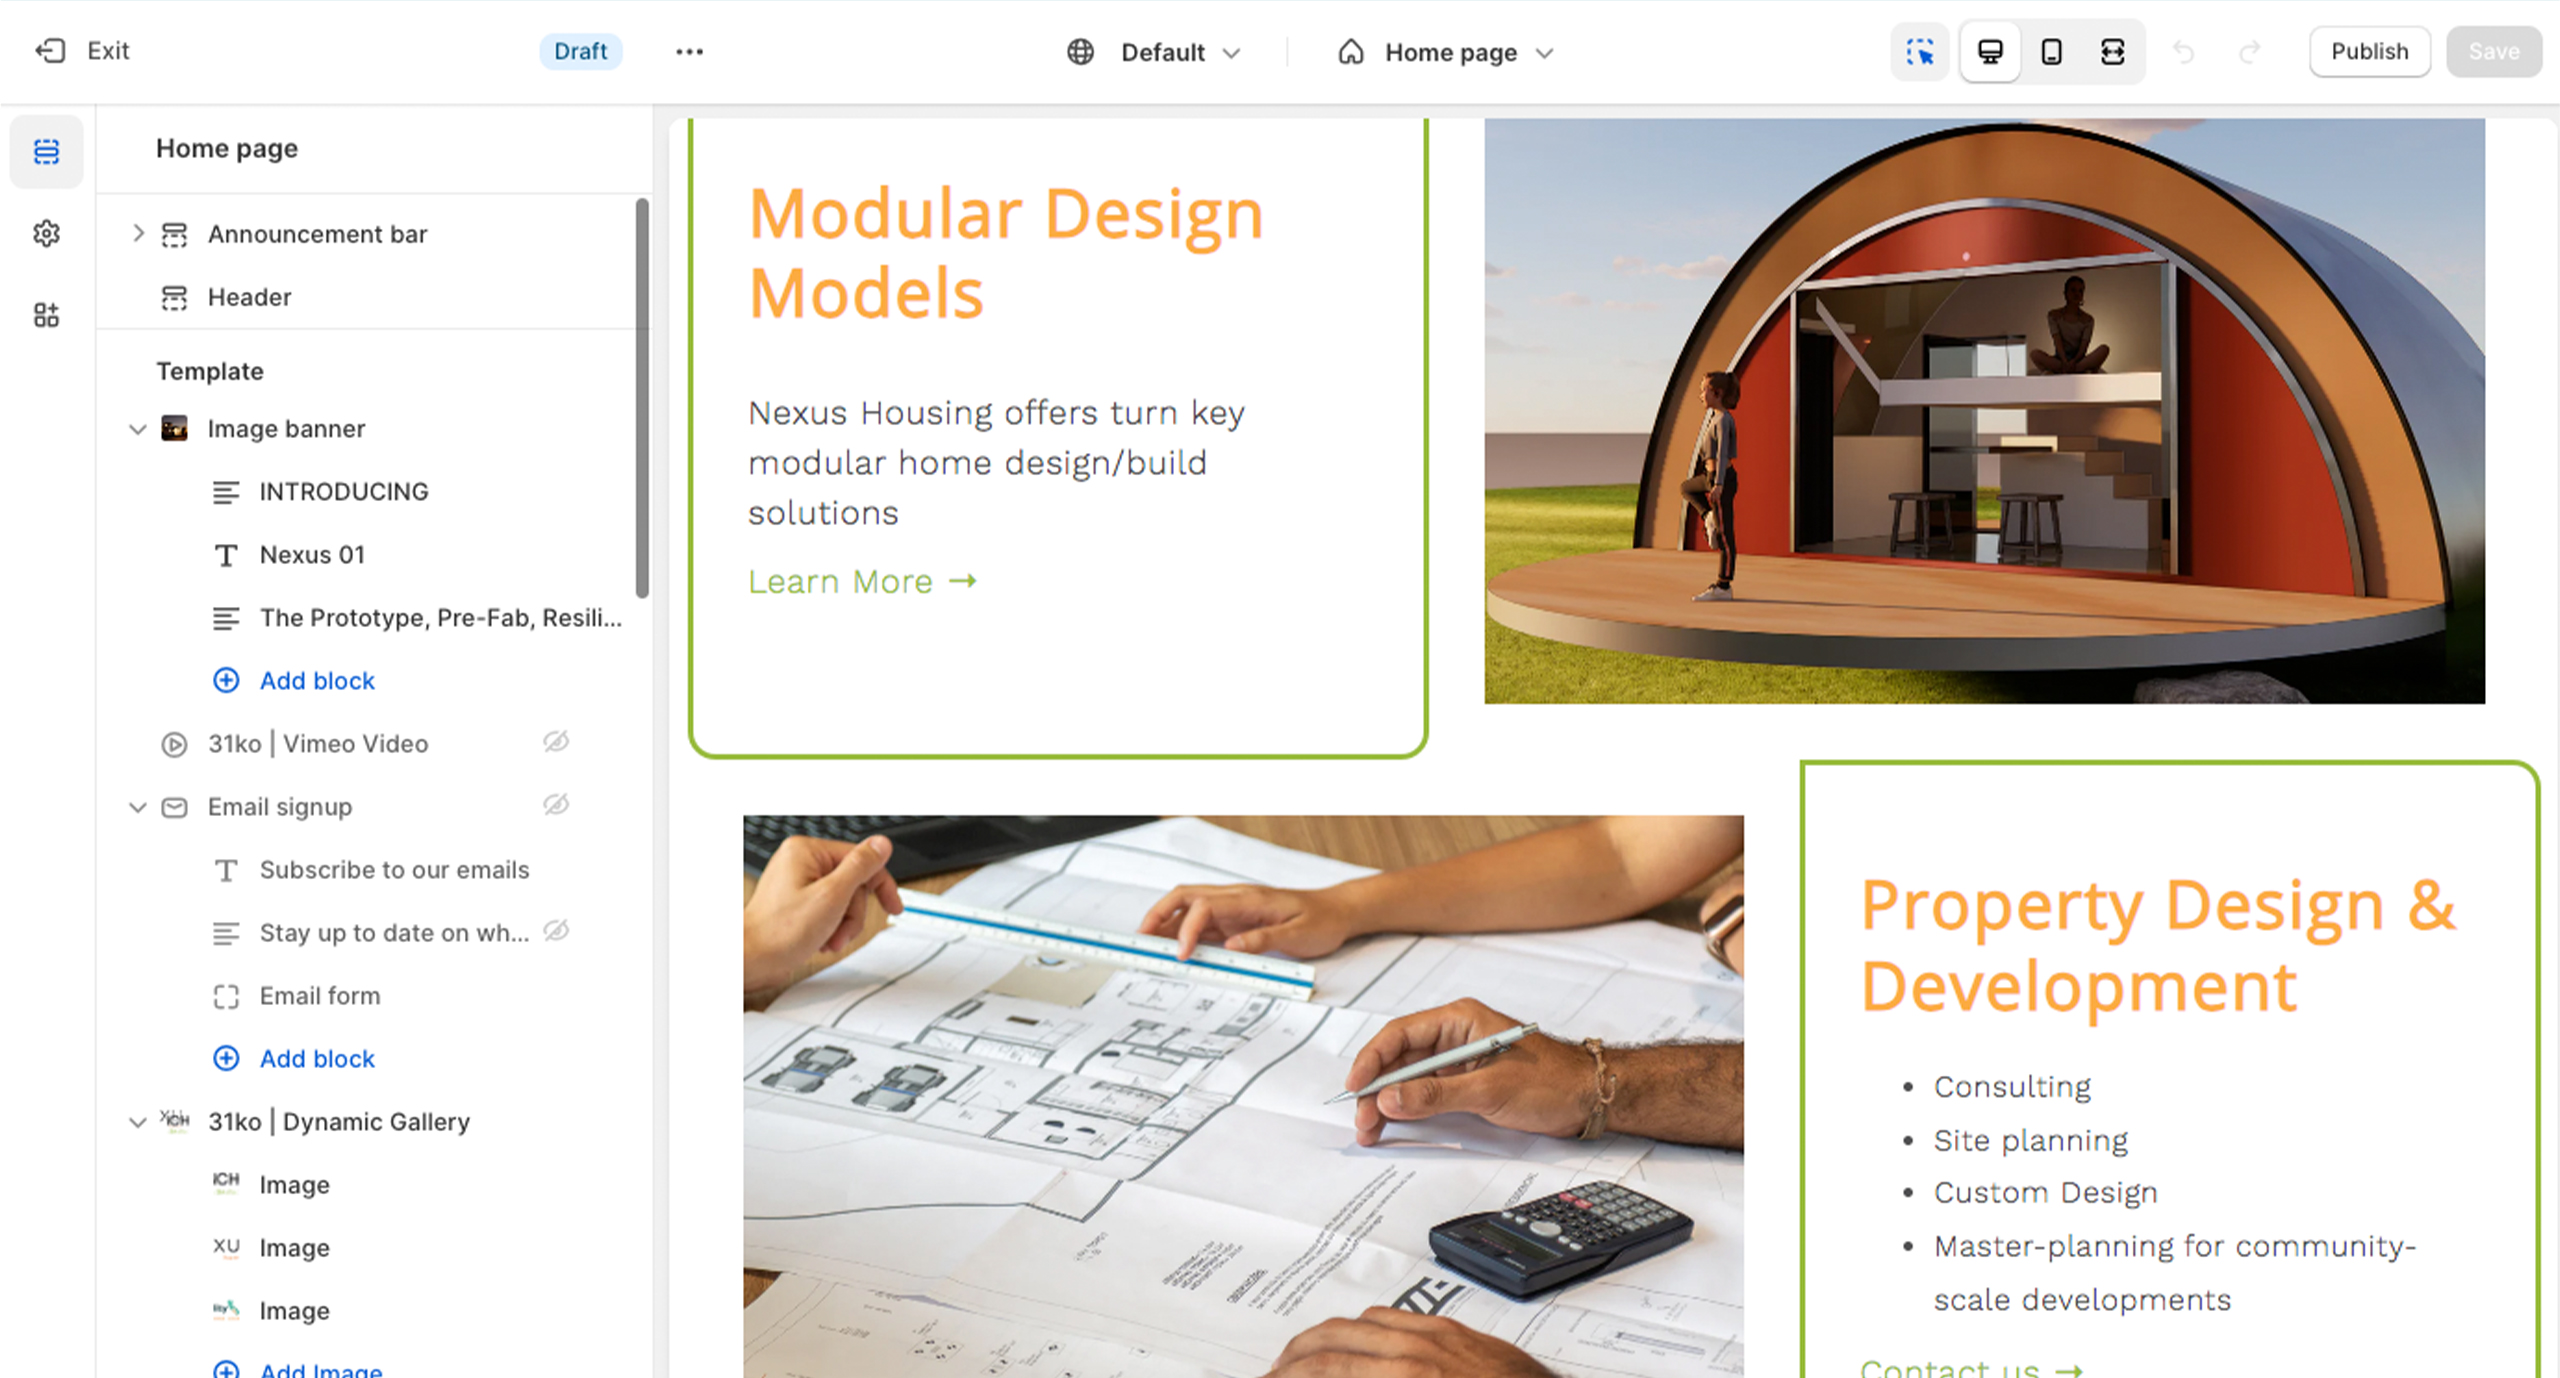 Exit
Draft
Default
Home page
Publish
Save
Home page
Announcement bar
Header
Template
Image banner
INTRODUCING
Nexus 01
The Prototype, Pre-Fab, Resili...
Add block
31ko | Vimeo Video
Email signup
Subscribe to our emails
Stay up to date on wh...
Email form
Add block
31ko | Dynamic Gallery
Image
XU Image
Image
Add Image
Modular Design
Models
Nexus Housing offers turn key
modular home design/build
solutions
Learn More →
Property Design &
Development
• Consulting
• Site planning
• Custom Design
• Master-planning for community-
scale developments
Contact us →